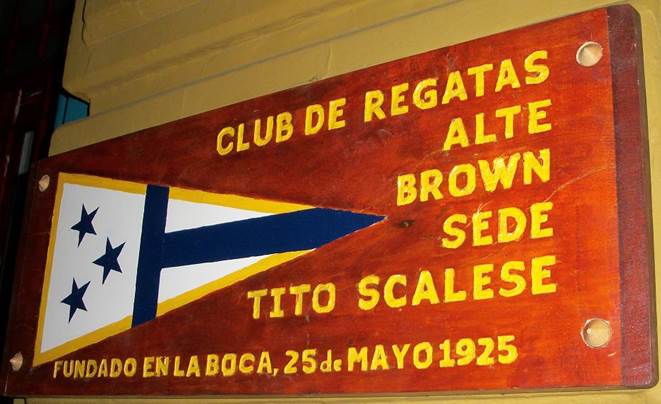 CLUB DE REGATAS
ALTE
BROWN
SEDE
TITO SCALESE
FUNDADO EN LA BOCA, 25 de MAYO 1925